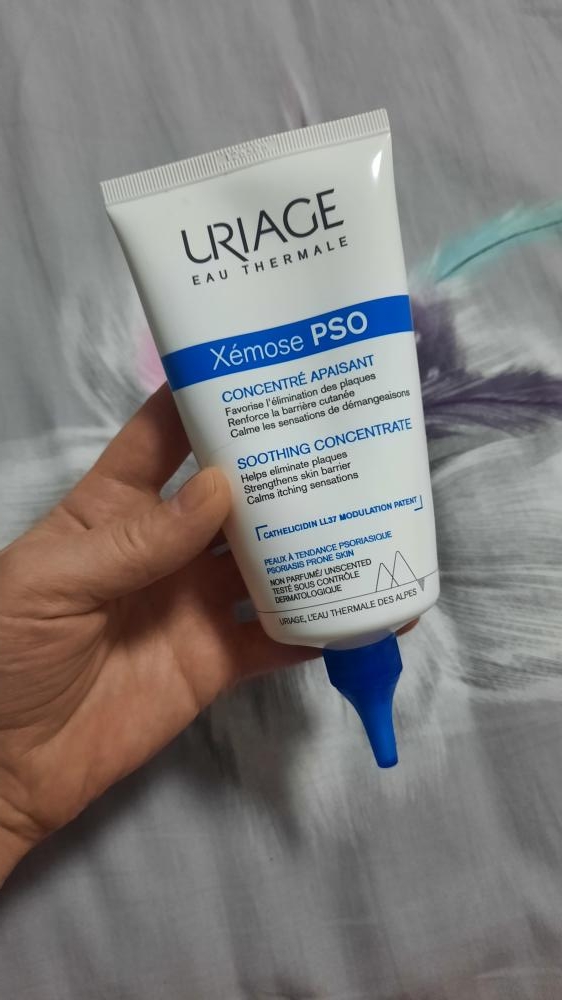 URIAGE
EAU THERMALE
Xémose PSO
CONCENTRÉ APAISANT
Favorise l'élimination des plaques
Renforce la barrière cutanée
Calme les sensations de démangeaisons
SOOTHING CONCENTRATE
Helps eliminate plaques
Strengthens skin barrier
Calms itching sensations
CATHELICIDIN LL37 MODULATION PATENT
PEAUX À TENDANCE PSORIASIQUE
PSORIASIS PRONE SKIN
NON PARFUMÉ/ UNSCENTED
TESTÉ SOUS CONTRÔLE
DERMATOLOGIQUE
URIAGE, L'EAU THERMALE DES ALPES